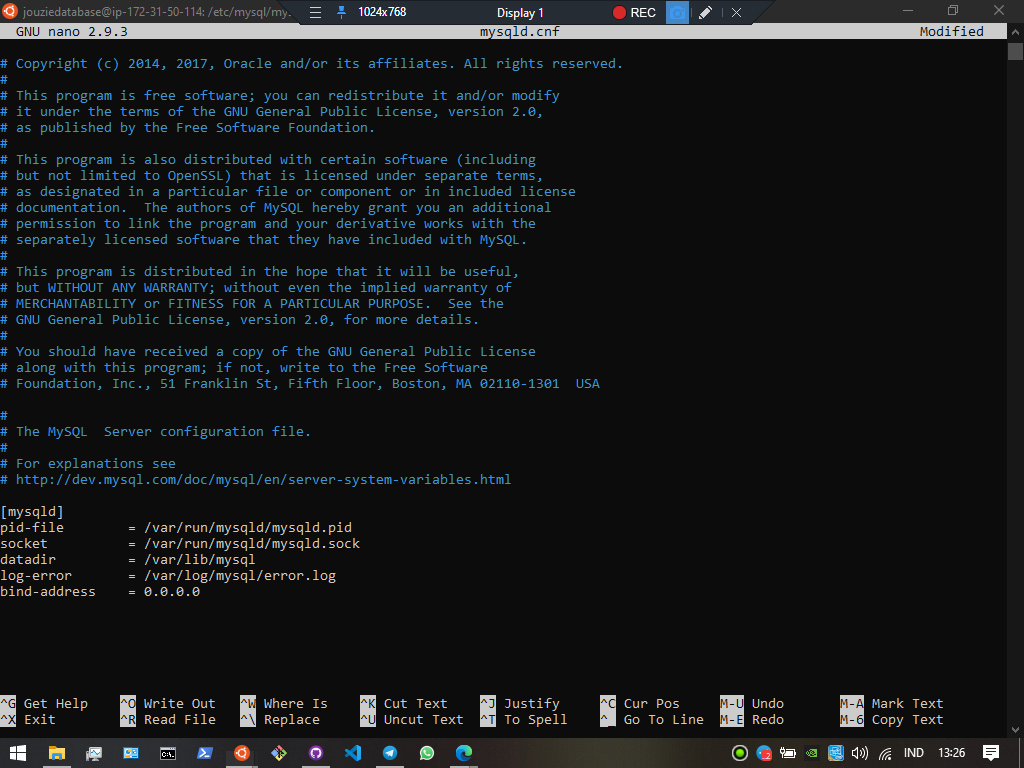 jouziedatabase@ip-172-31-50-114: /etc/mysql/my.
1024x768
Display 1
REC
GNU nano 2.9.3 mysqld.cnf Modified
# Copyright (c) 2014, 2017, Oracle and/or its affiliates. All rights reserved.
#
# This program is free software; you can redistribute it and/or modify
# it under the terms of the GNU General Public License, version 2.0,
# as published by the Free Software Foundation.
#
# This program is also distributed with certain software (including
# but not limited to OpenSSL) that is licensed under separate terms,
# as designated in a particular file or component or in included license
# documentation.  The authors of MySQL hereby grant you an additional
# permission to link the program and your derivative works with the
# separately licensed software that they have included with MySQL.
#
# This program is distributed in the hope that it will be useful,
# but WITHOUT ANY WARRANTY; without even the implied warranty of
# MERCHANTABILITY or FITNESS FOR A PARTICULAR PURPOSE.  See the
# GNU General Public License, version 2.0, for more details.
#
# You should have received a copy of the GNU General Public License
# along with this program; if not, write to the Free Software
# Foundation, Inc., 51 Franklin St, Fifth Floor, Boston, MA 02110-1301  USA
#
# The MySQL  Server configuration file.
#
# For explanations see
# http://dev.mysql.com/doc/mysql/en/server-system-variables.html
[mysqld]
pid-file        = /var/run/mysqld/mysqld.pid
socket          = /var/run/mysqld/mysqld.sock
datadir         = /var/lib/mysql
log-error       = /var/log/mysql/error.log
bind-address    = 0.0.0.0
^G Get Help ^O Write Out ^W Where Is ^K Cut Text ^J Justify ^C Cur Pos M-U Undo M-A Mark Text
^X Exit ^R Read File ^\ Replace ^U Uncut Text ^T To Spell ^_ Go To Line M-E Redo M-6 Copy Text
IND 13:26